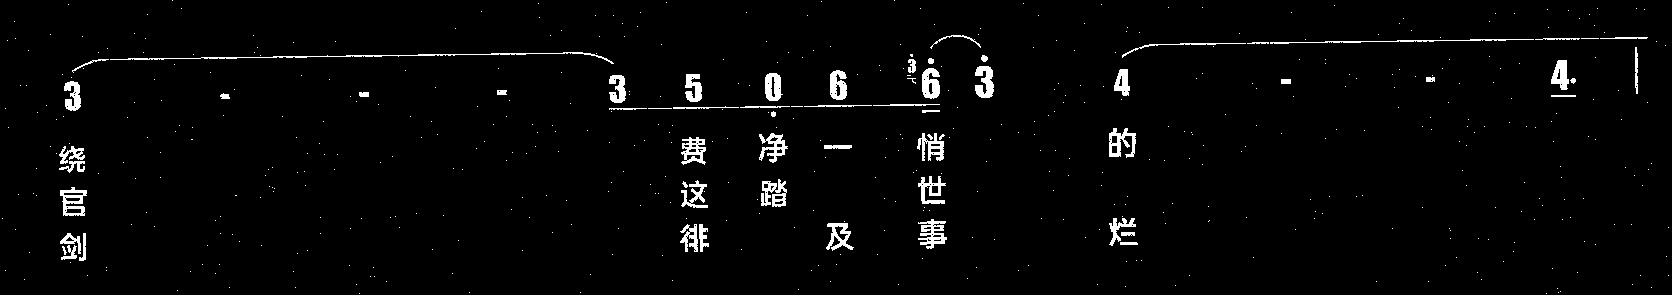 3 - - - 3 5 0 6 3 6 3 4 - - 4.
绕 费 净 一 悄 的
官 这 踏 世
剑 徘 及 事 烂